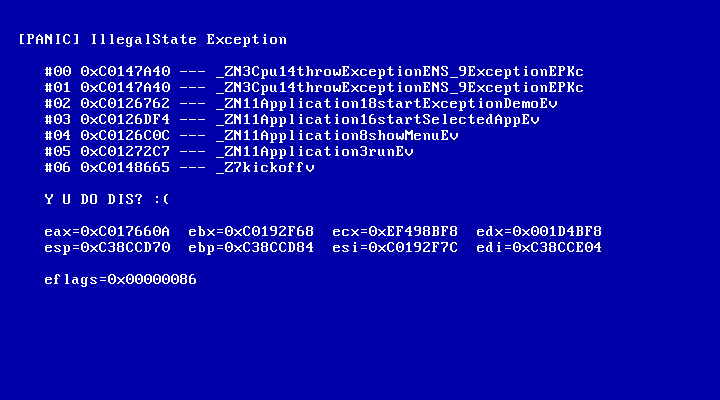 [PANIC] IllegalState Exception
#00 0xC0147A40 --- _ZN3Cpu14throwExceptionENS_9ExceptionEPKc
#01 0xC0147A40 --- _ZN3Cpu14throwExceptionENS_9ExceptionEPKc
#02 0xC0126762 --- _ZN11Application18startExceptionDemoEv
#03 0xC0126DF4 --- _ZN11Application16startSelectedAppEv
#04 0xC0126C0C --- _ZN11Application8showMenuEv
#05 0xC01272C7 --- _ZN11Application3runEv
#06 0xC0148665 --- _Z7kickoffv
Y U DO DIS? :(
eax=0xC017660A ebx=0xC0192F68 ecx=0xEF498BF8 edx=0x001D4BF8
esp=0xC38CCD70 ebp=0xC38CCD84 esi=0xC0192F7C edi=0xC38CCE04
eflags=0x00000086